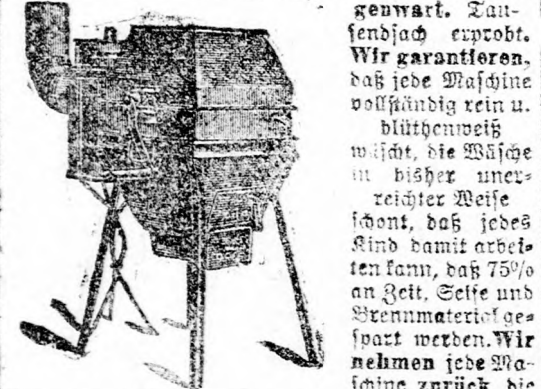 genwart. Tau-
sendfach erprobt.
Wir garantieren,
daß jede Maschine
vollständig rein u.
blüthenweiß
wäscht, die Wäsche
in bisher uner-
reichter Weise
schont, daß jedes
Kind damit arbei-
ten kann, daß 75%
an Zeit, Seife und
Brennmaterial ge-
spart werden. Wir
nehmen jede Ma-
schine zurück, die